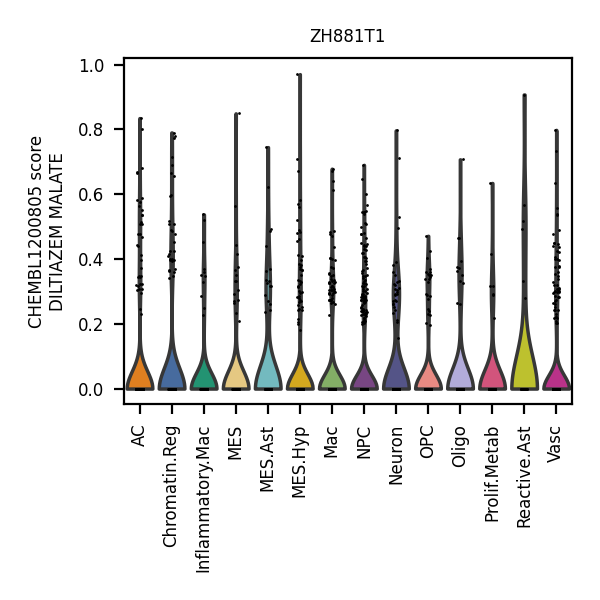 ZH881T1
CHEMBL1200805 score
DILTIAZEM MALATE
1.0
0.8
0.6
0.4
0.2
0.0
AC
Chromatin.Reg
Inflammatory.Mac
MES
MES.Ast
MES.Hyp
Mac
NPC
Neuron
OPC
Oligo
Prolif.Metab
Reactive.Ast
Vasc